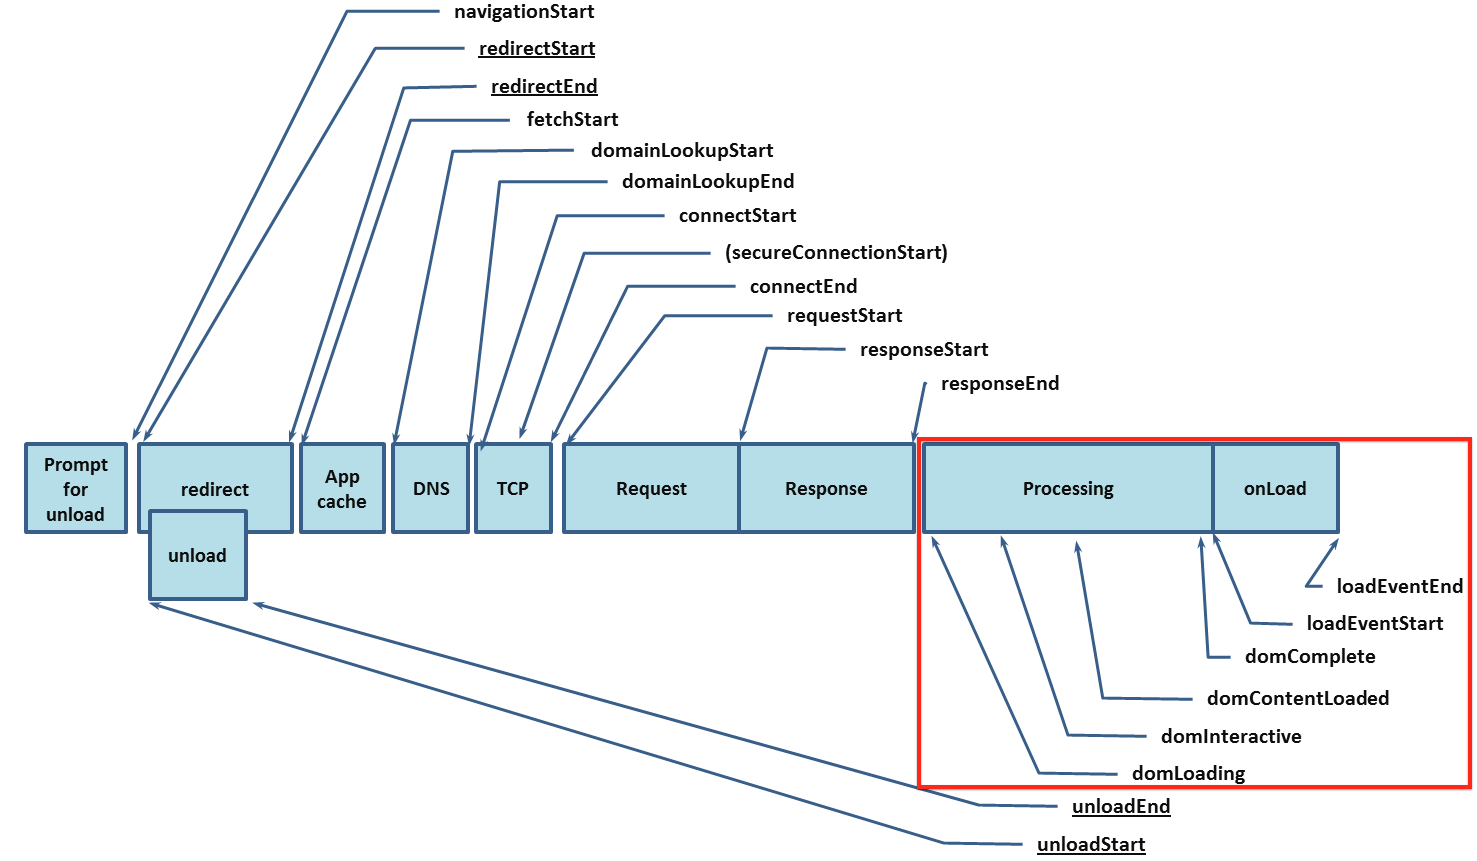 navigationStart
redirectStart
redirectEnd
fetchStart
domainLookupStart
domainLookupEnd
connectStart
(secureConnectionStart)
connectEnd
requestStart
responseStart
responseEnd
Prompt
for
unload
redirect
unload
App
cache
DNS
TCP
Request
Response
Processing
onLoad
loadEventEnd
loadEventStart
domComplete
domContentLoaded
domInteractive
domLoading
unloadEnd
unloadStart